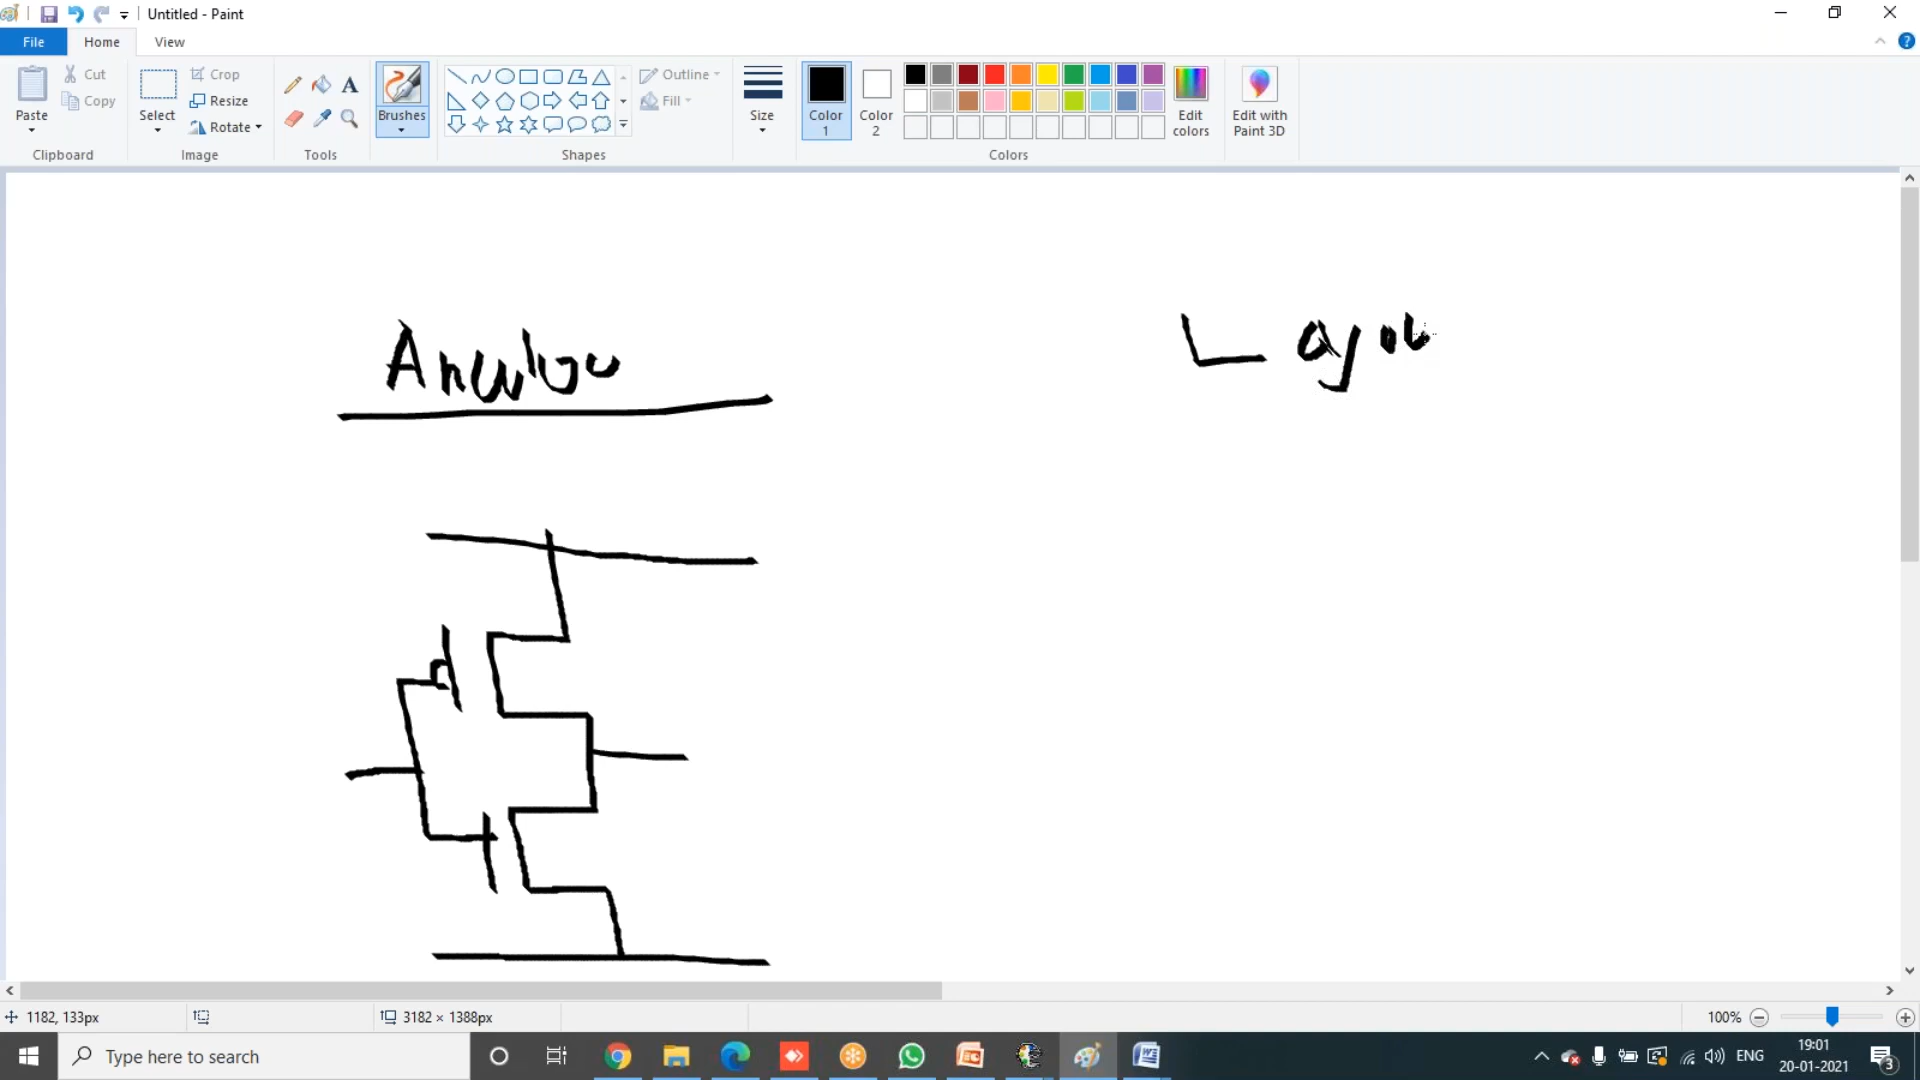 Untitled - Paint
File Home View
Cut
Copy
Paste
Clipboard
Crop
Resize
Rotate
Select
Image
Tools
Brushes
Outline
Fill
Shapes
Size
Color 1
Color 2
Edit colors
Edit with Paint 3D
Colors
1182, 133px
3182 × 1388px
100%
Type here to search
ENG
19:01
20-01-2021
3